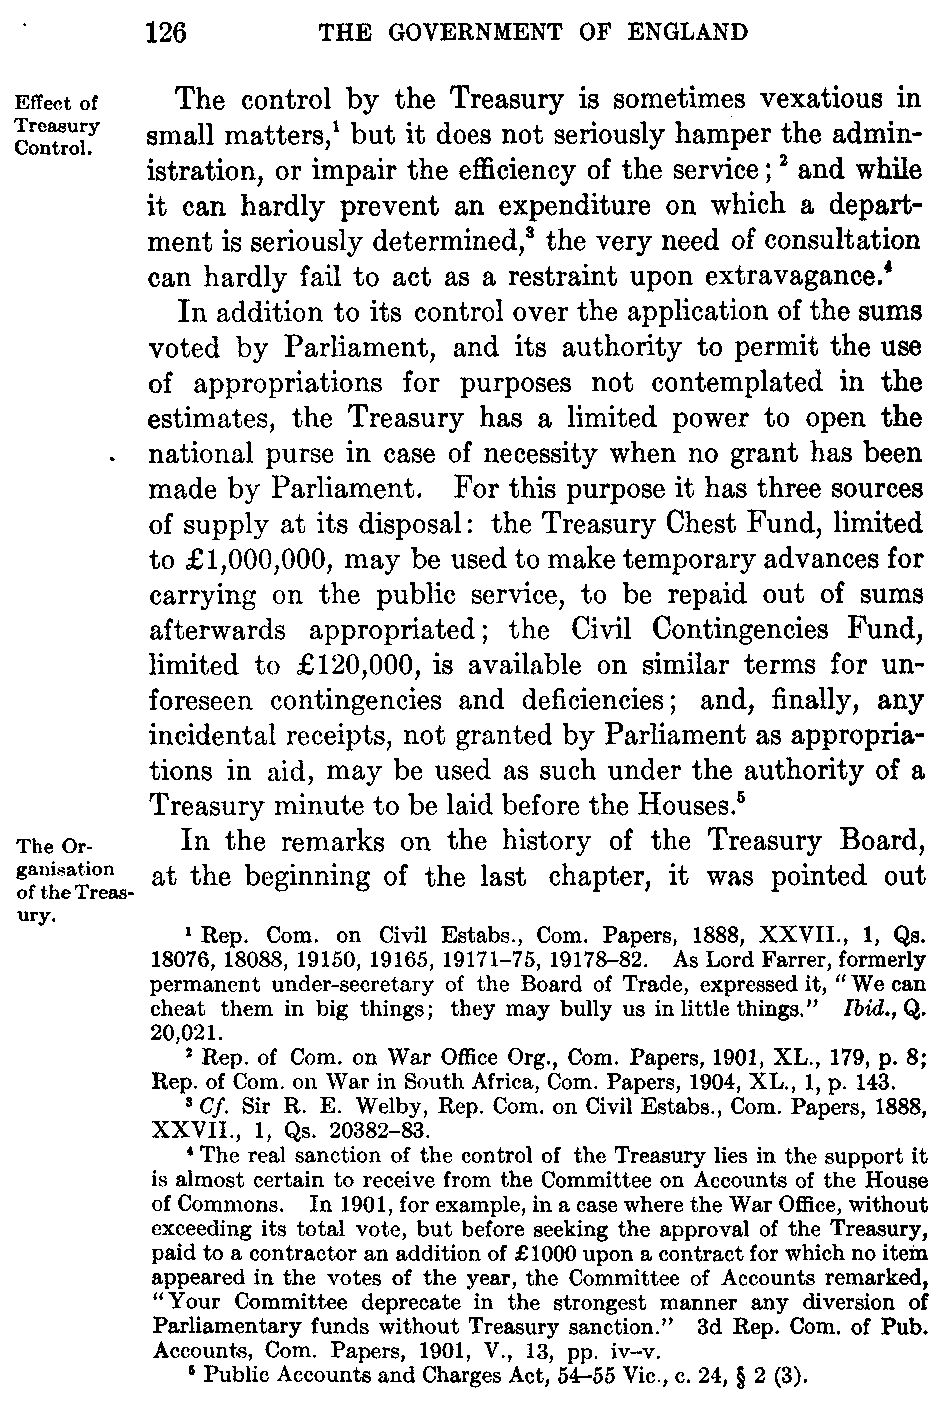 126 THE GOVERNMENT OF ENGLAND
Effect of
Treasury
Control.
The control by the Treasury is sometimes vexatious in
small matters,¹ but it does not seriously hamper the admin-
istration, or impair the efficiency of the service; ² and while
it can hardly prevent an expenditure on which a depart-
ment is seriously determined,³ the very need of consultation
can hardly fail to act as a restraint upon extravagance.⁴
In addition to its control over the application of the sums
voted by Parliament, and its authority to permit the use
of appropriations for purposes not contemplated in the
estimates, the Treasury has a limited power to open the
national purse in case of necessity when no grant has been
made by Parliament. For this purpose it has three sources
of supply at its disposal: the Treasury Chest Fund, limited
to £1,000,000, may be used to make temporary advances for
carrying on the public service, to be repaid out of sums
afterwards appropriated; the Civil Contingencies Fund,
limited to £120,000, is available on similar terms for un-
foreseen contingencies and deficiencies; and, finally, any
incidental receipts, not granted by Parliament as appropria-
tions in aid, may be used as such under the authority of a
Treasury minute to be laid before the Houses.⁵
The Or-
ganisation
of the Treas-
ury.
In the remarks on the history of the Treasury Board,
at the beginning of the last chapter, it was pointed out
¹ Rep. Com. on Civil Estabs., Com. Papers, 1888, XXVII., 1, Qs.
18076, 18088, 19150, 19165, 19171–75, 19178–82. As Lord Farrer, formerly
permanent under-secretary of the Board of Trade, expressed it, "We can
cheat them in big things; they may bully us in little things." Ibid., Q.
20,021.
² Rep. of Com. on War Office Org., Com. Papers, 1901, XL., 179, p. 8;
Rep. of Com. on War in South Africa, Com. Papers, 1904, XL., 1, p. 143.
³ Cf. Sir R. E. Welby, Rep. Com. on Civil Estabs., Com. Papers, 1888,
XXVII., 1, Qs. 20382–83.
⁴ The real sanction of the control of the Treasury lies in the support it
is almost certain to receive from the Committee on Accounts of the House
of Commons. In 1901, for example, in a case where the War Office, without
exceeding its total vote, but before seeking the approval of the Treasury,
paid to a contractor an addition of £1000 upon a contract for which no item
appeared in the votes of the year, the Committee of Accounts remarked,
"Your Committee deprecate in the strongest manner any diversion of
Parliamentary funds without Treasury sanction." 3d Rep. Com. of Pub.
Accounts, Com. Papers, 1901, V., 13, pp. iv–v.
⁵ Public Accounts and Charges Act, 54–55 Vic., c. 24, § 2 (3).